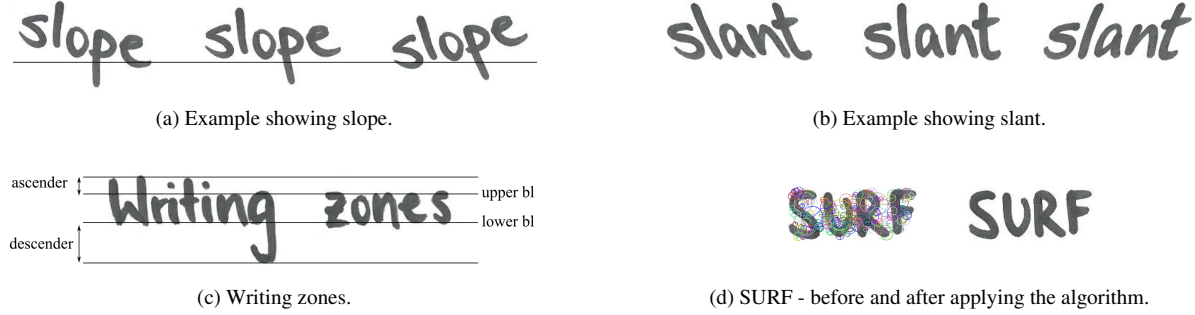 slope slope slope
(a) Example showing slope.
slant slant slant
(b) Example showing slant.
ascender
upper bl
Writing zones
lower bl
descender
(c) Writing zones.
SURF SURF
(d) SURF - before and after applying the algorithm.